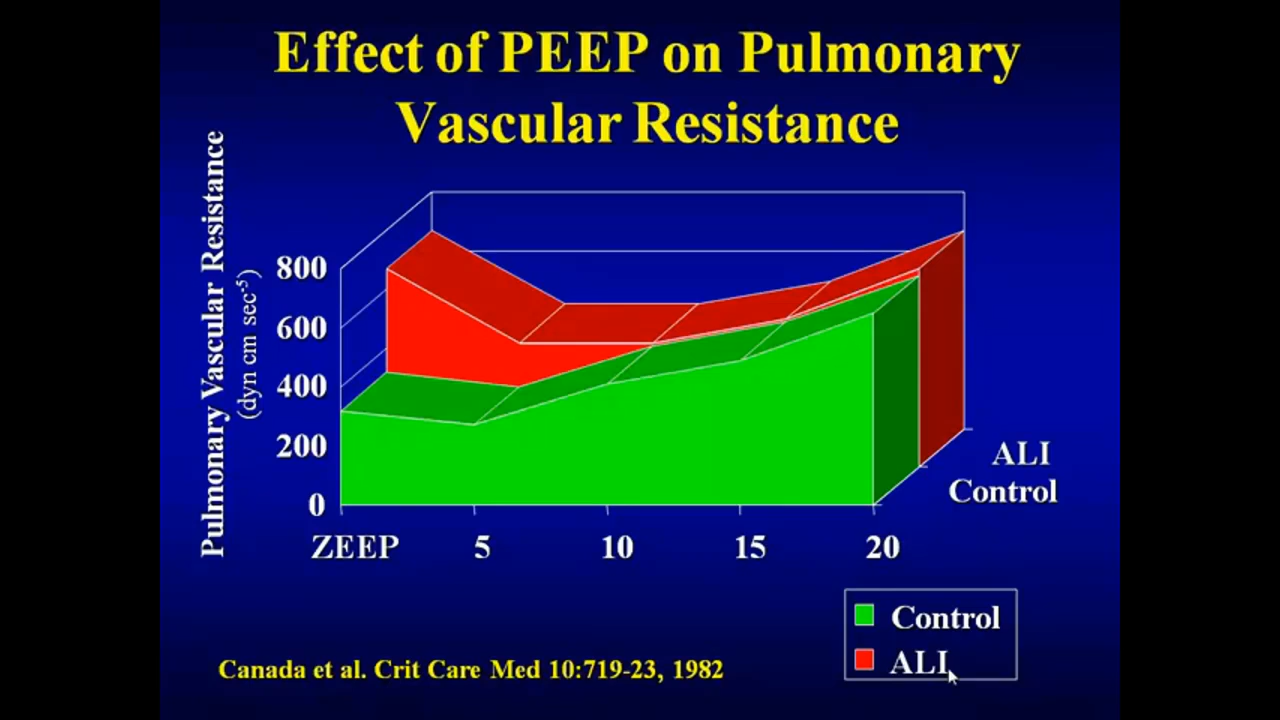 Effect of PEEP on Pulmonary
Vascular Resistance
Pulmonary Vascular Resistance
(dyn cm sec-5)
800
600
400
200
0
ZEEP 5 10 15 20
ALI
Control
Control
ALI
Canada et al. Crit Care Med 10:719-23, 1982